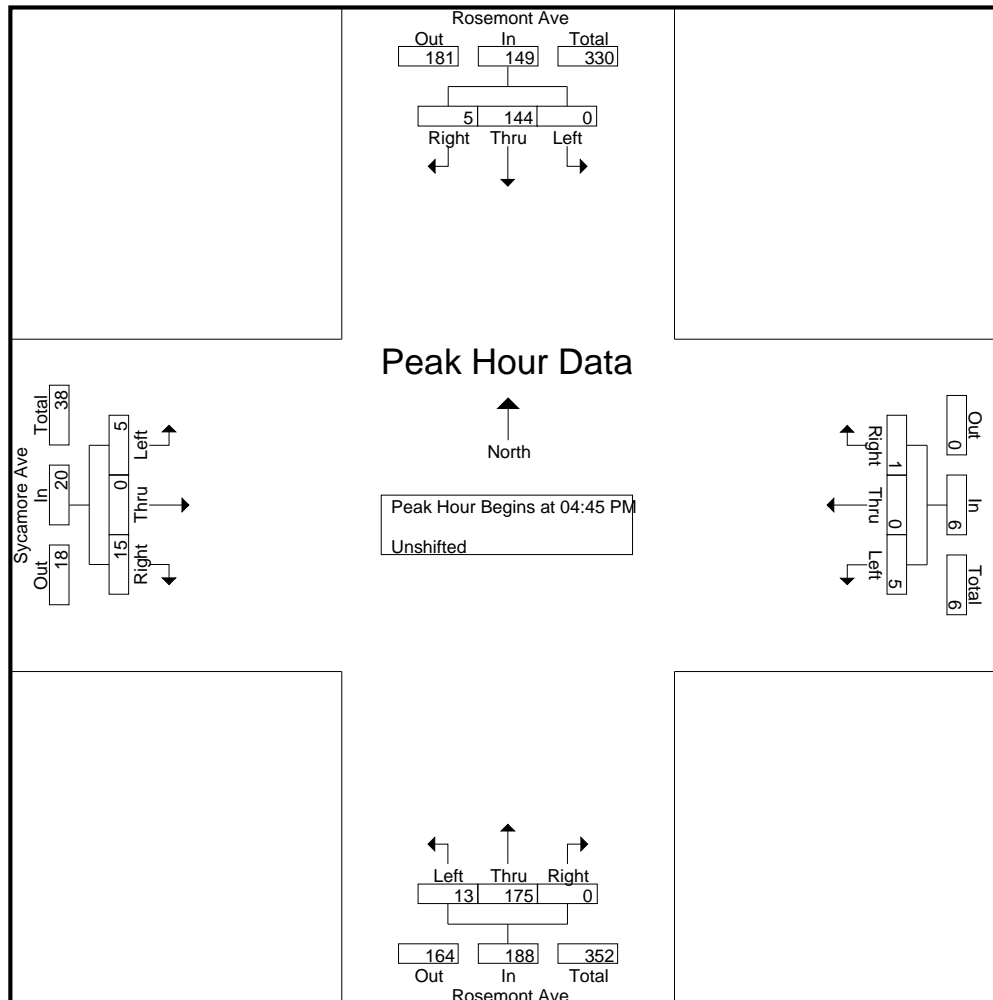 Rosemont Ave
Out In Total
181 149 330
5 144 0
Right Thru Left
Peak Hour Data
North
Peak Hour Begins at 04:45 PM
Unshifted
Sycamore Ave
Out In Total
18 20 38
15 0 5
Right Thru Left
Out In Total
0 6 6
1 0 5
Right Thru Left
Left Thru Right
13 175 0
164 188 352
Out In Total
Rosemont Ave